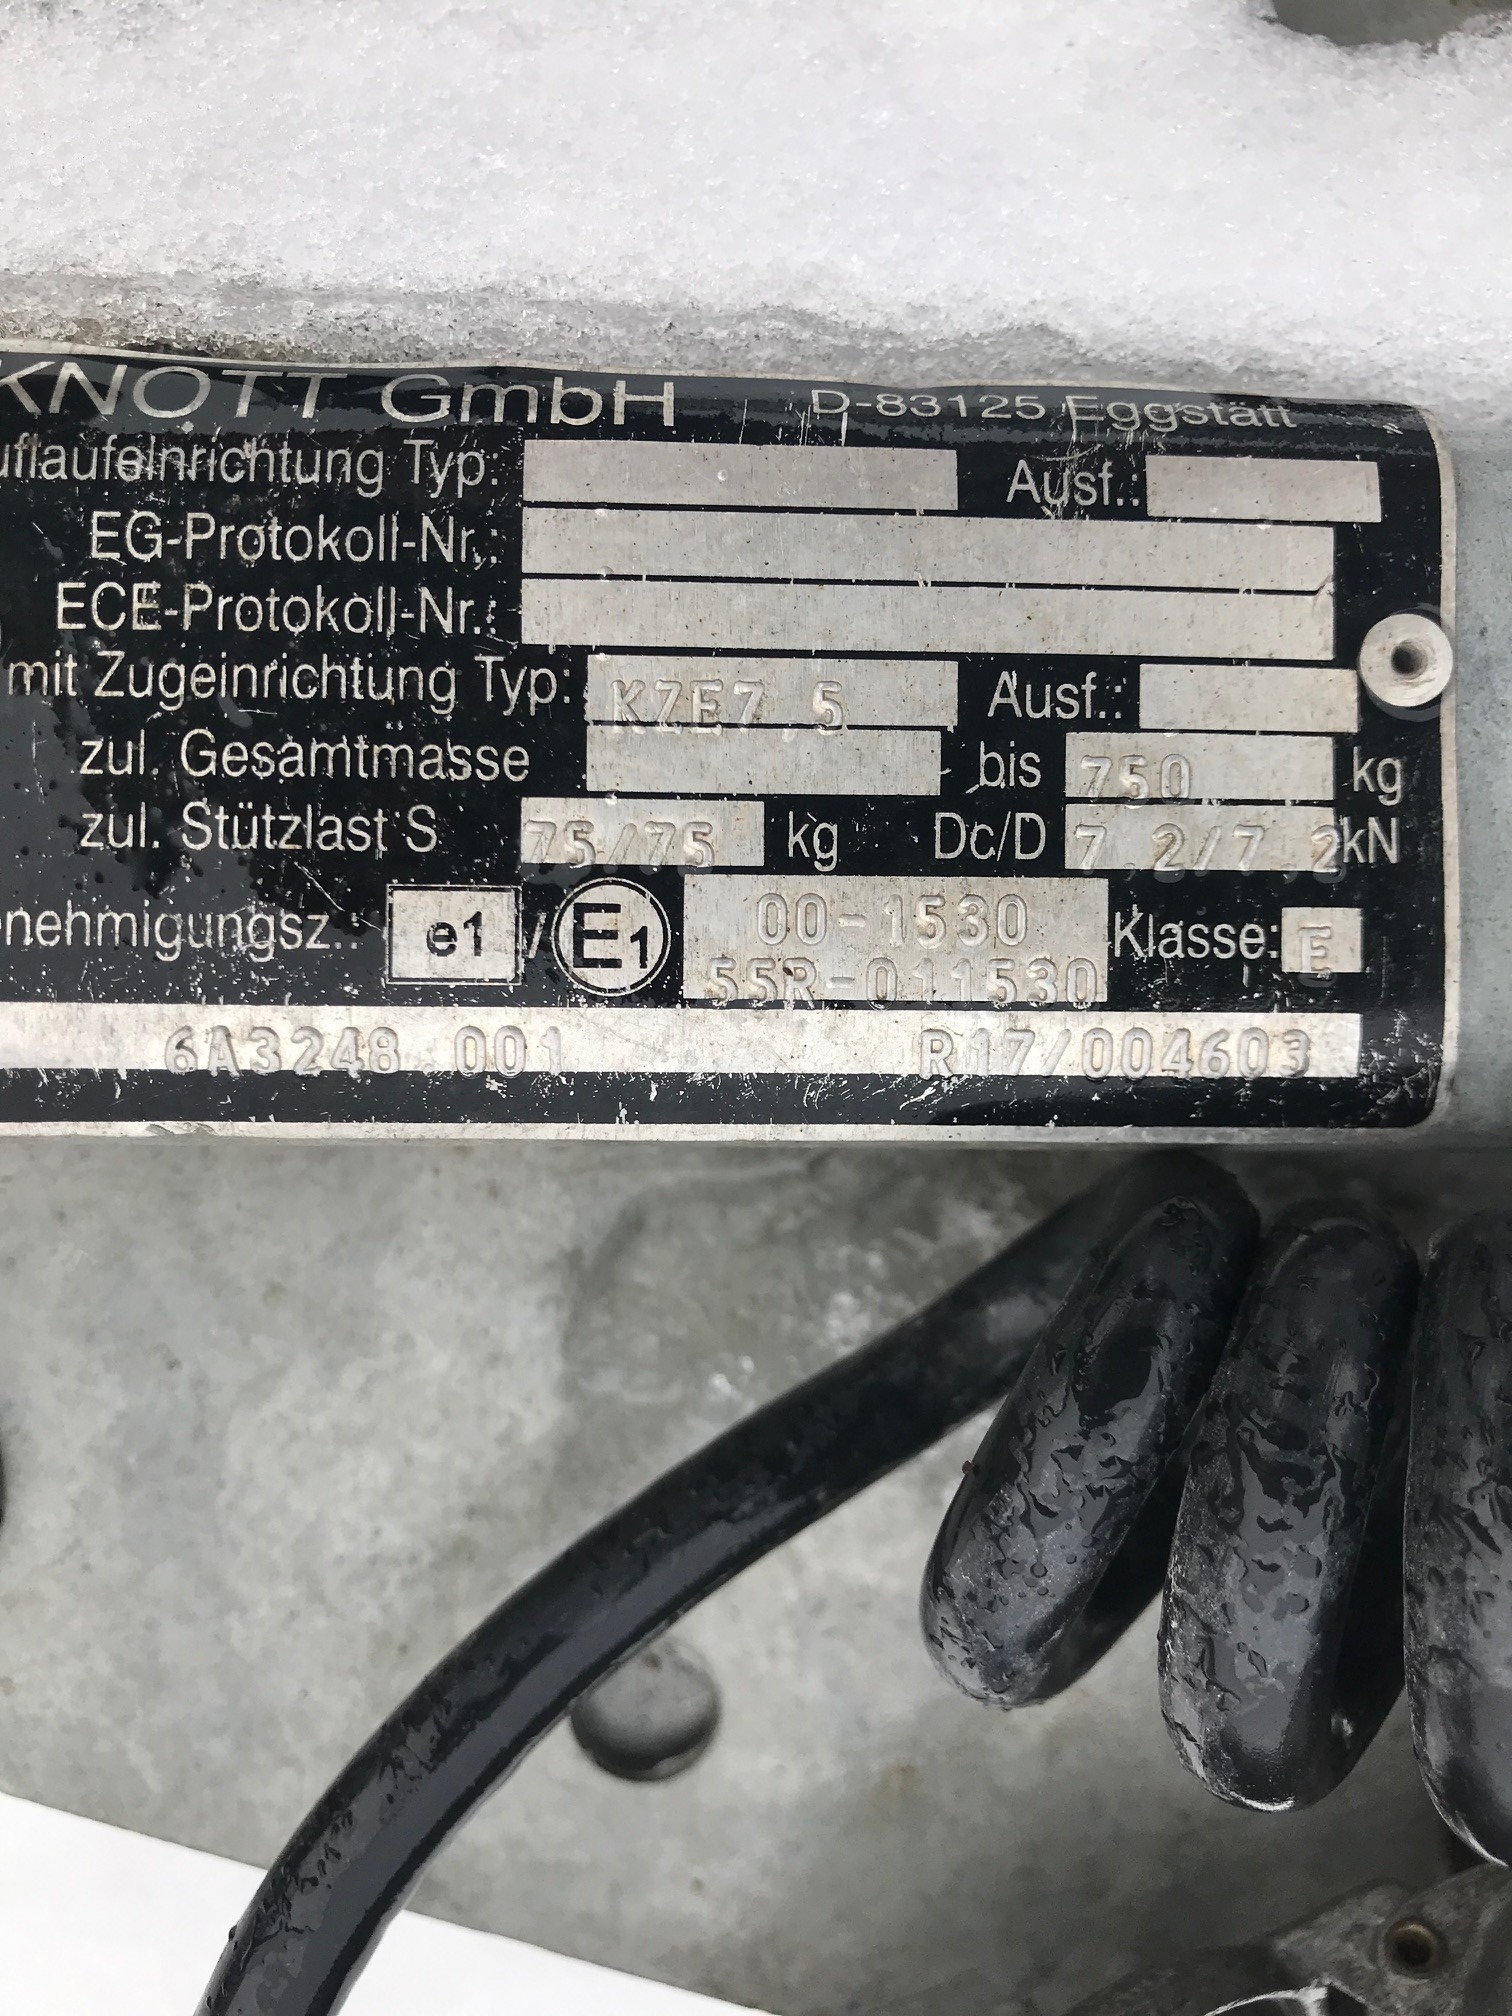 KNOTT GmbH D-83125 Eggstätt
uflaufeinrichtung Typ: Ausf.:
EG-Protokoll-Nr.:
ECE-Protokoll-Nr.:
mit Zugeinrichtung Typ: KZE7,5 Ausf.:
zul. Gesamtmasse bis 750 kg
zul. Stützlast S 75/75 kg Dc/D 7,2/7,2 kN
enehmigungsz.: e1 / E1 00-1530 Klasse: E
55R-011530
6A3248.001 R17/004603